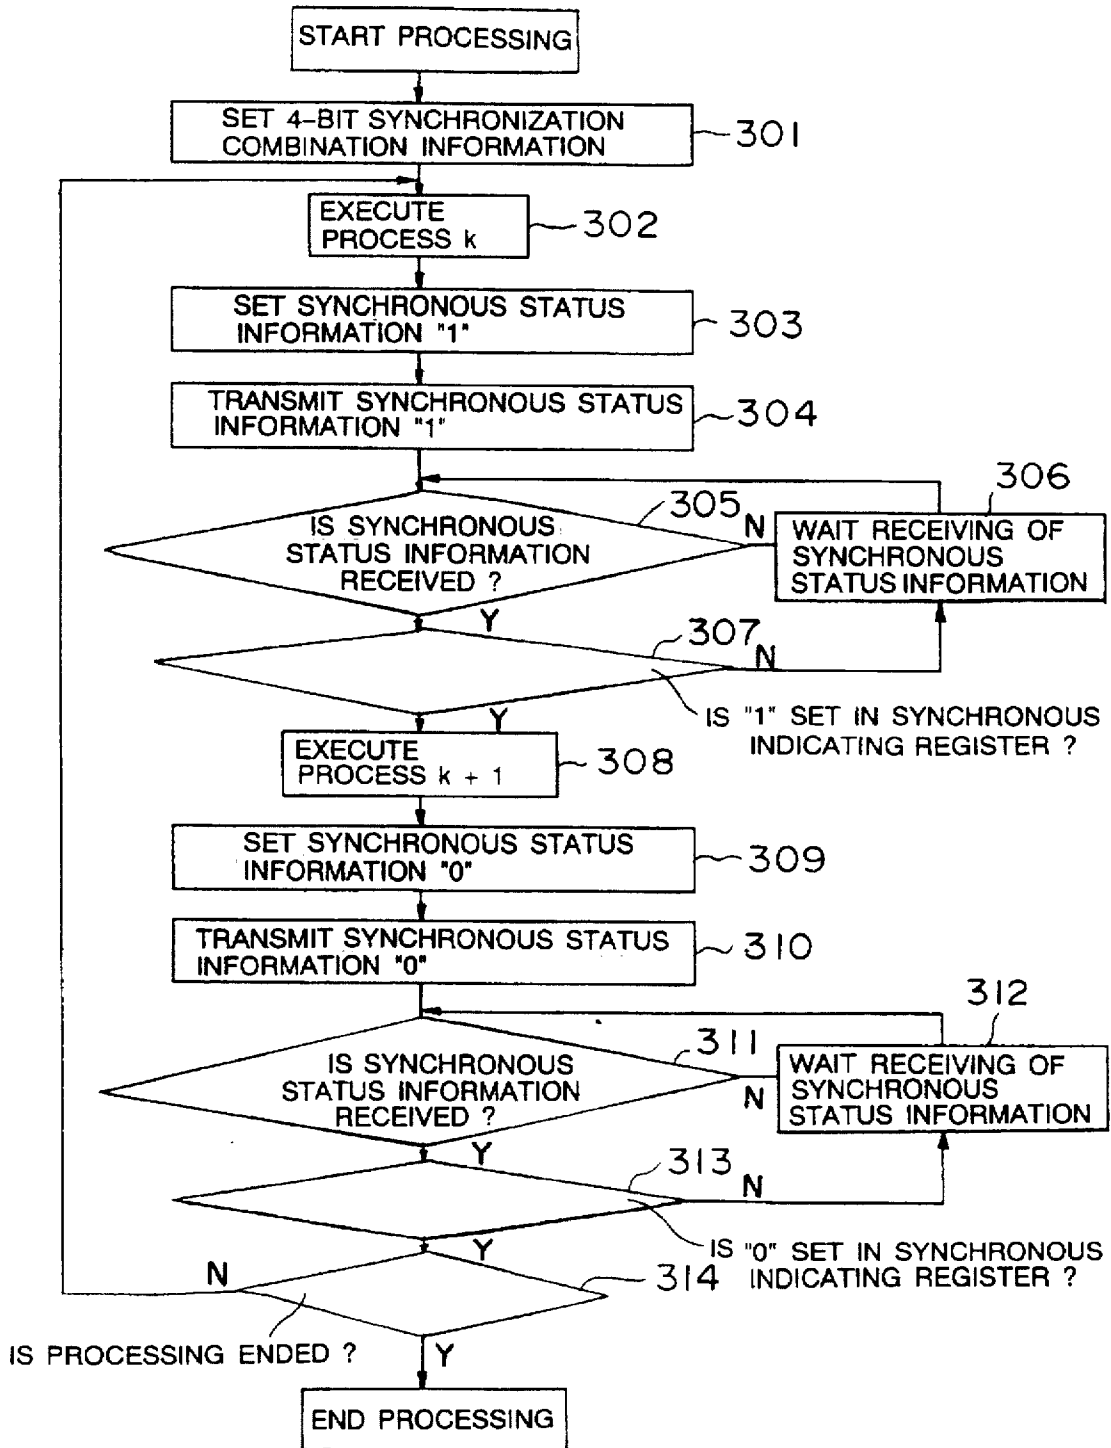 START PROCESSING
SET 4-BIT SYNCHRONIZATION
COMBINATION INFORMATION
301
EXECUTE
PROCESS k
302
SET SYNCHRONOUS STATUS
INFORMATION "1"
303
TRANSMIT SYNCHRONOUS STATUS
INFORMATION "1"
304
305
IS SYNCHRONOUS
STATUS INFORMATION
RECEIVED ?
N
306
WAIT RECEIVING OF
SYNCHRONOUS
STATUS INFORMATION
Y
307
N
IS "1" SET IN SYNCHRONOUS
INDICATING REGISTER ?
Y
EXECUTE
PROCESS k + 1
308
SET SYNCHRONOUS STATUS
INFORMATION "0"
309
TRANSMIT SYNCHRONOUS STATUS
INFORMATION "0"
310
311
IS SYNCHRONOUS
STATUS INFORMATION
RECEIVED ?
N
312
WAIT RECEIVING OF
SYNCHRONOUS
STATUS INFORMATION
Y
313
N
IS "0" SET IN SYNCHRONOUS
INDICATING REGISTER ?
Y
N
314
IS PROCESSING ENDED ?
Y
END PROCESSING